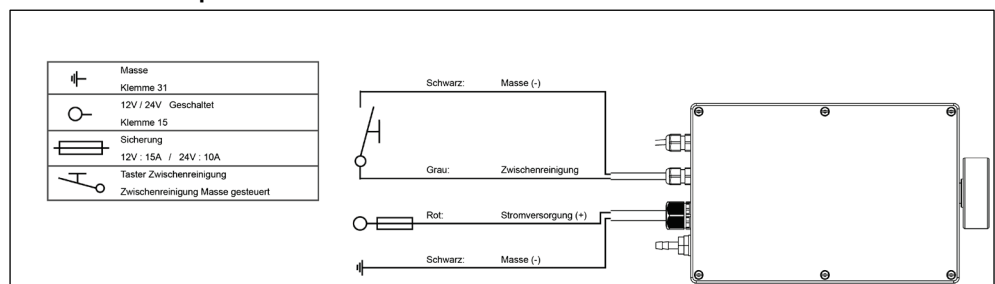 Masse
Klemme 31
12V / 24V Geschaltet
Klemme 15
Sicherung
12V : 15A / 24V : 10A
Taster Zwischenreinigung
Zwischenreinigung Masse gesteuert
Schwarz: Masse (-)
Grau: Zwischenreinigung
Rot: Stromversorgung (+)
Schwarz: Masse (-)